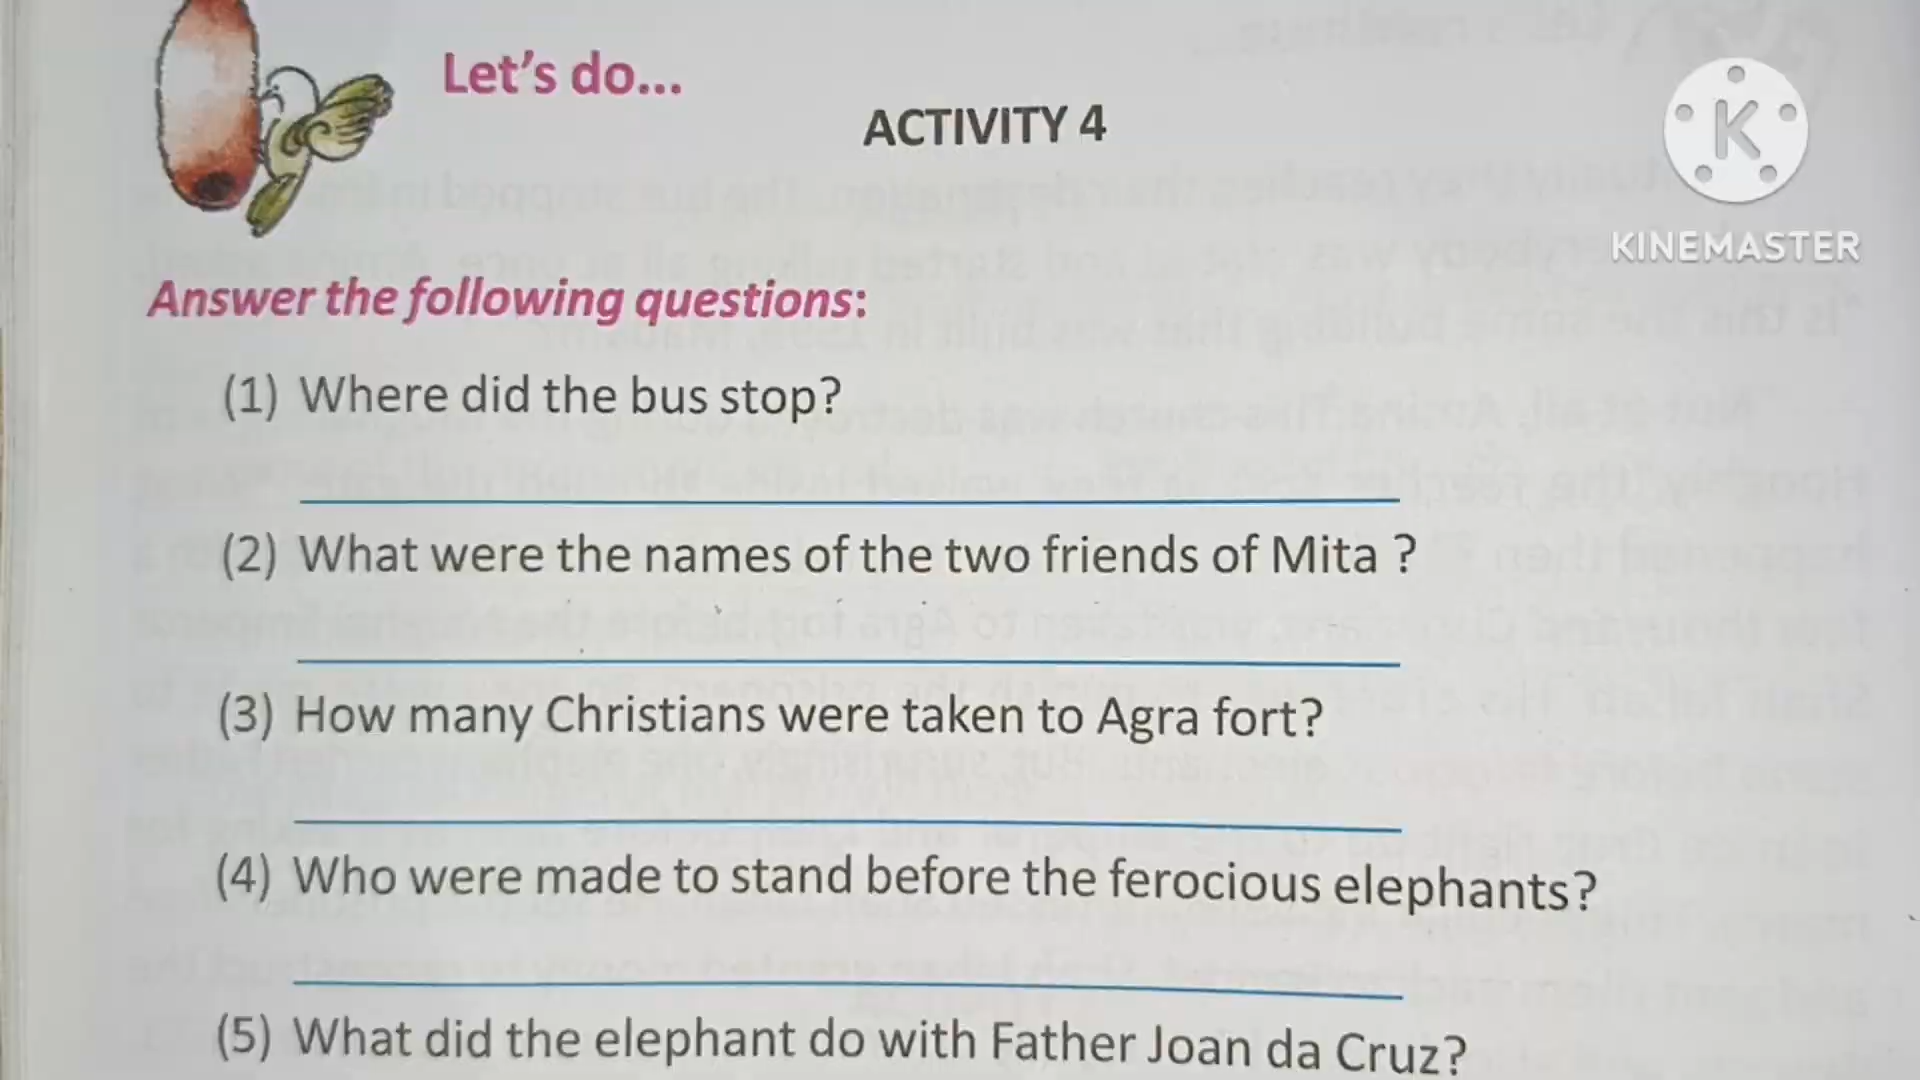 Let's do...
ACTIVITY 4
K
KINEMASTER
Answer the following questions:
(1) Where did the bus stop?
(2) What were the names of the two friends of Mita ?
(3) How many Christians were taken to Agra fort?
(4) Who were made to stand before the ferocious elephants?
(5) What did the elephant do with Father Joan da Cruz?